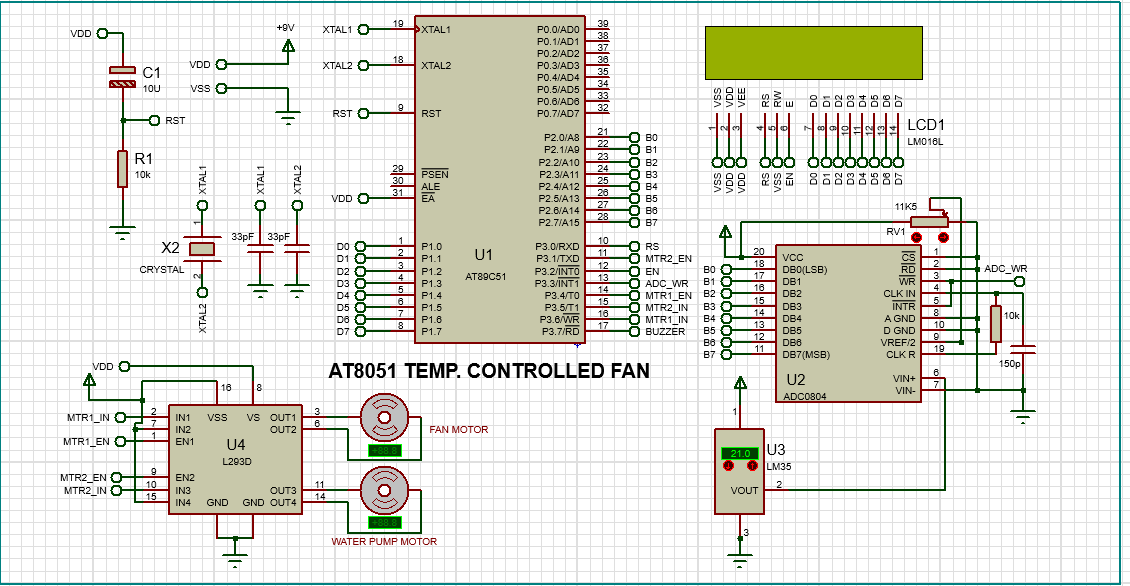 VDD
C1
10U
RST
R1
10k
+9V
VDD
VSS
XTAL1
X2
CRYSTAL
1
2
XTAL2
XTAL1
33pF
XTAL2
33pF
XTAL1 19 XTAL1
XTAL2 18 XTAL2
RST 9 RST
29 PSEN
30 ALE
VDD 31 EA
D0 1 P1.0
D1 2 P1.1
D2 3 P1.2
D3 4 P1.3
D4 5 P1.4
D5 6 P1.5
D6 7 P1.6
D7 8 P1.7
P0.0/AD0 39
P0.1/AD1 38
P0.2/AD2 37
P0.3/AD3 36
P0.4/AD4 35
P0.5/AD5 34
P0.6/AD6 33
P0.7/AD7 32
P2.0/A8 21 B0
P2.1/A9 22 B1
P2.2/A10 23 B2
P2.3/A11 24 B3
P2.4/A12 25 B4
P2.5/A13 26 B5
P2.6/A14 27 B6
P2.7/A15 28 B7
P3.0/RXD 10 RS
P3.1/TXD 11 MTR2_EN
P3.2/INT0 12 EN
P3.3/INT1 13 ADC_WR
P3.4/T0 14 MTR1_EN
P3.5/T1 15 MTR2_IN
P3.6/WR 16 MTR1_IN
P3.7/RD 17 BUZZER
U1
AT89C51
VSS VDD VEE RS RW E D0 D1 D2 D3 D4 D5 D6 D7
1 2 3 4 5 6 7 8 9 10 11 12 13 14
VSS VDD VDD RS VSS EN D0 D1 D2 D3 D4 D5 D6 D7
LCD1
LM016L
11K5
RV1
20 VCC
B0 18 DB0(LSB)
B1 17 DB1
B2 16 DB2
B3 15 DB3
B4 14 DB4
B5 13 DB5
B6 12 DB6
B7 11 DB7(MSB)
CS 1
RD 2
WR 3
CLK IN 4
INTR 5
A GND 8
D GND 10
VREF/2 9
CLK R 19
VIN+ 6
VIN- 7
U2
ADC0804
ADC_WR
10k
150p
AT8051 TEMP. CONTROLLED FAN
VDD
16
8
MTR1_IN 2 IN1
7 IN2
MTR1_EN 1 EN1
MTR2_EN 9 EN2
MTR2_IN 10 IN3
15 IN4
VSS VS
OUT1 3
OUT2 6
U4
L293D
OUT3 11
OUT4 14
GND GND
FAN MOTOR
+88.8
+88.8
WATER PUMP MOTOR
1
21.0
U3
LM35
VOUT 2
3